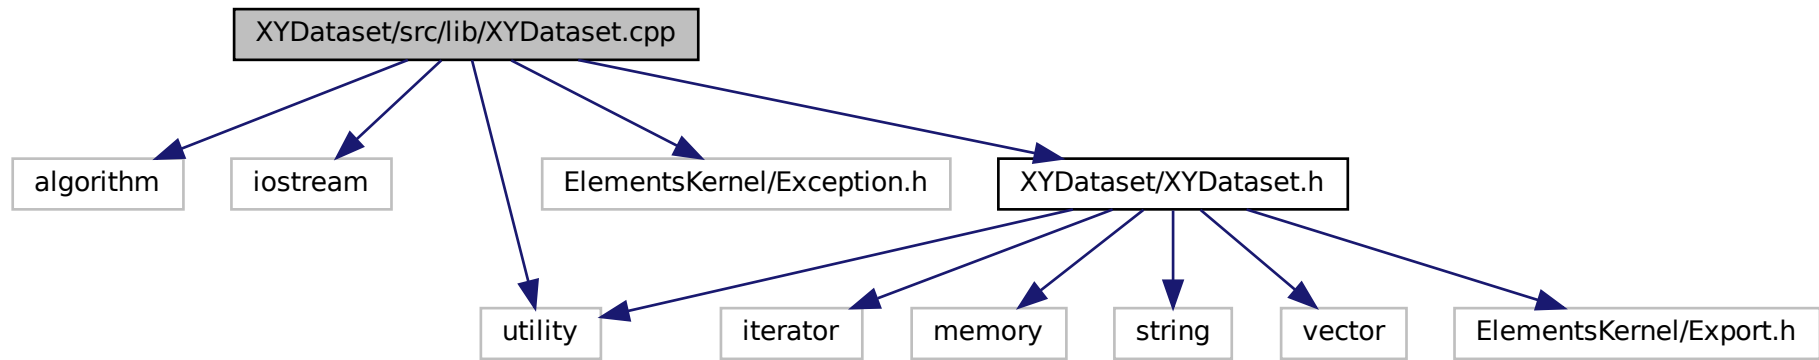 XYDataset/src/lib/XYDataset.cpp
algorithm
iostream
ElementsKernel/Exception.h
XYDataset/XYDataset.h
utility
iterator
memory
string
vector
ElementsKernel/Export.h